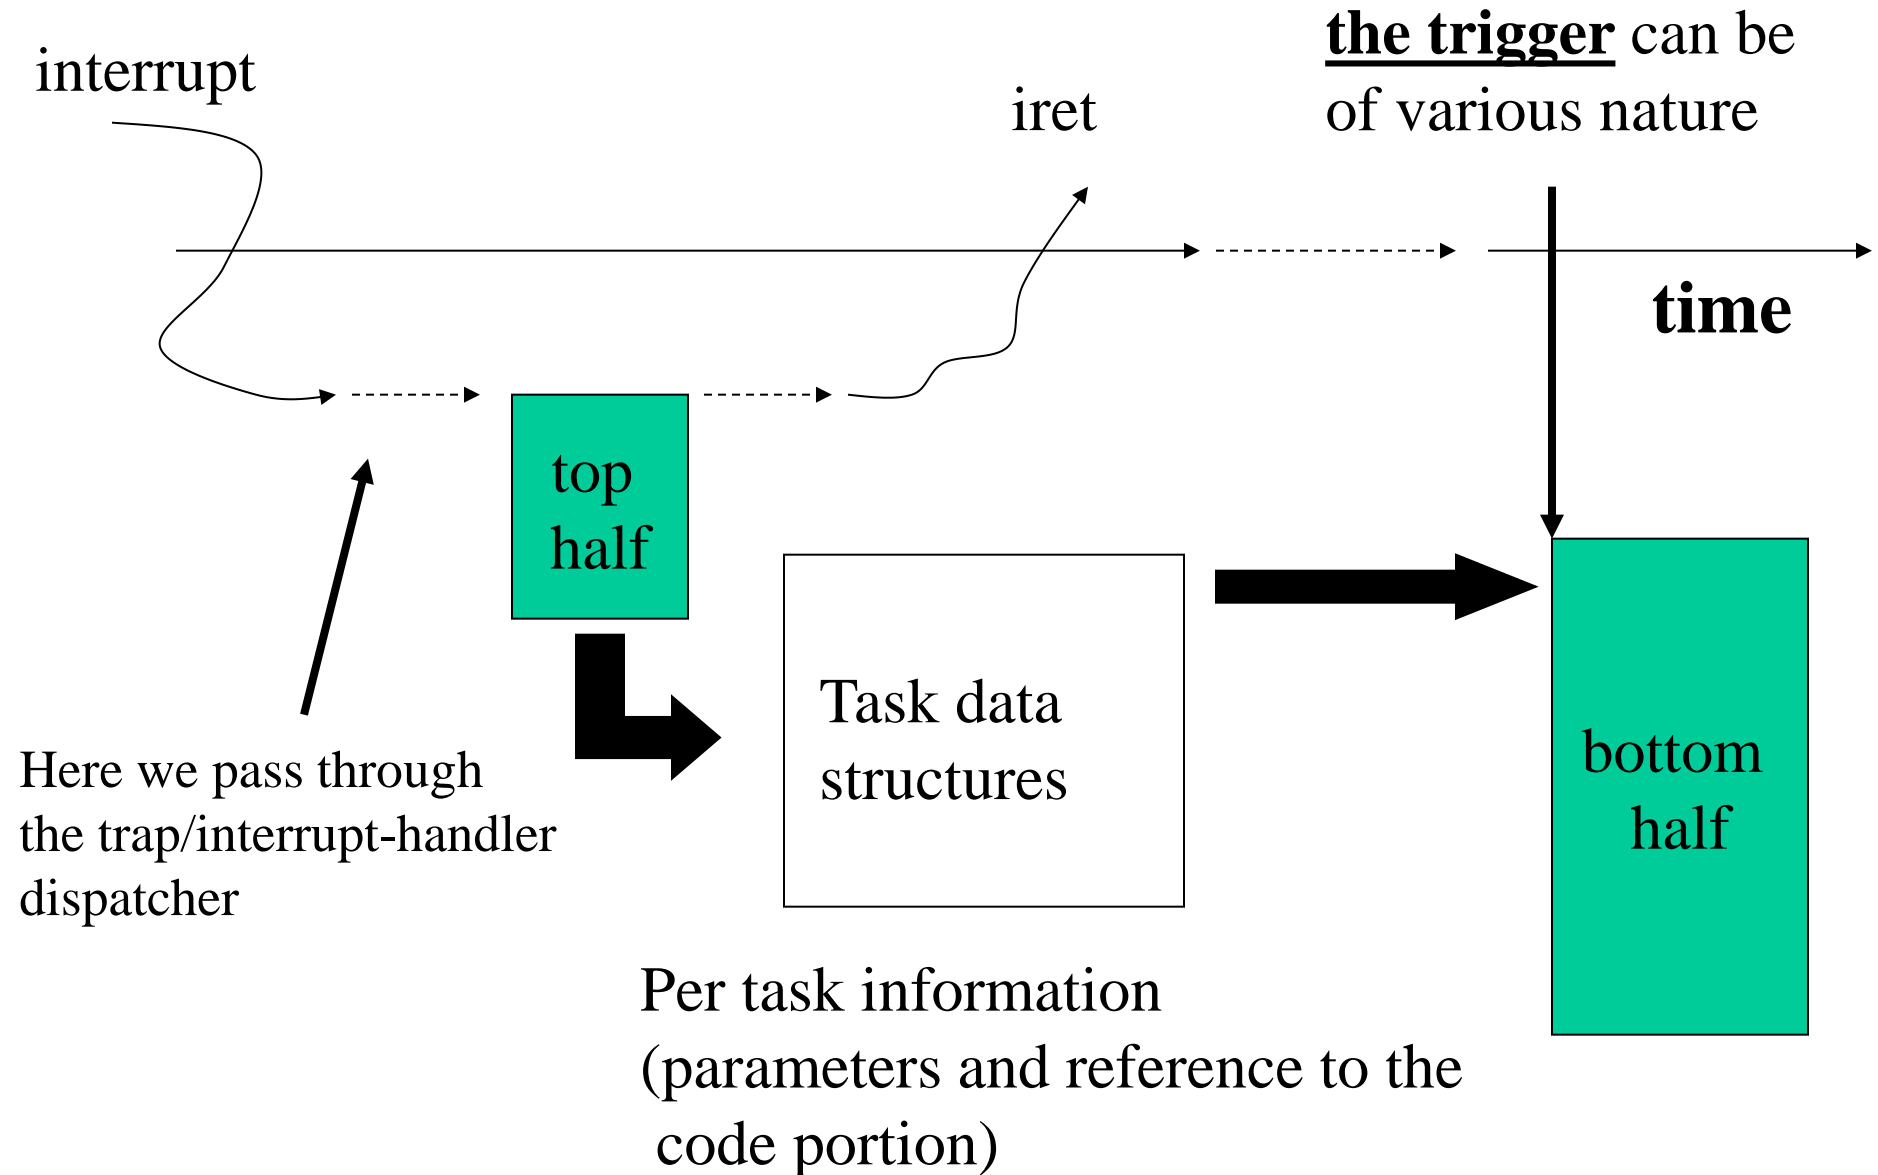 interrupt
iret
the trigger can be
of various nature
time
top
half
Here we pass through
the trap/interrupt-handler
dispatcher
Task data
structures
bottom
half
Per task information
(parameters and reference to the
code portion)